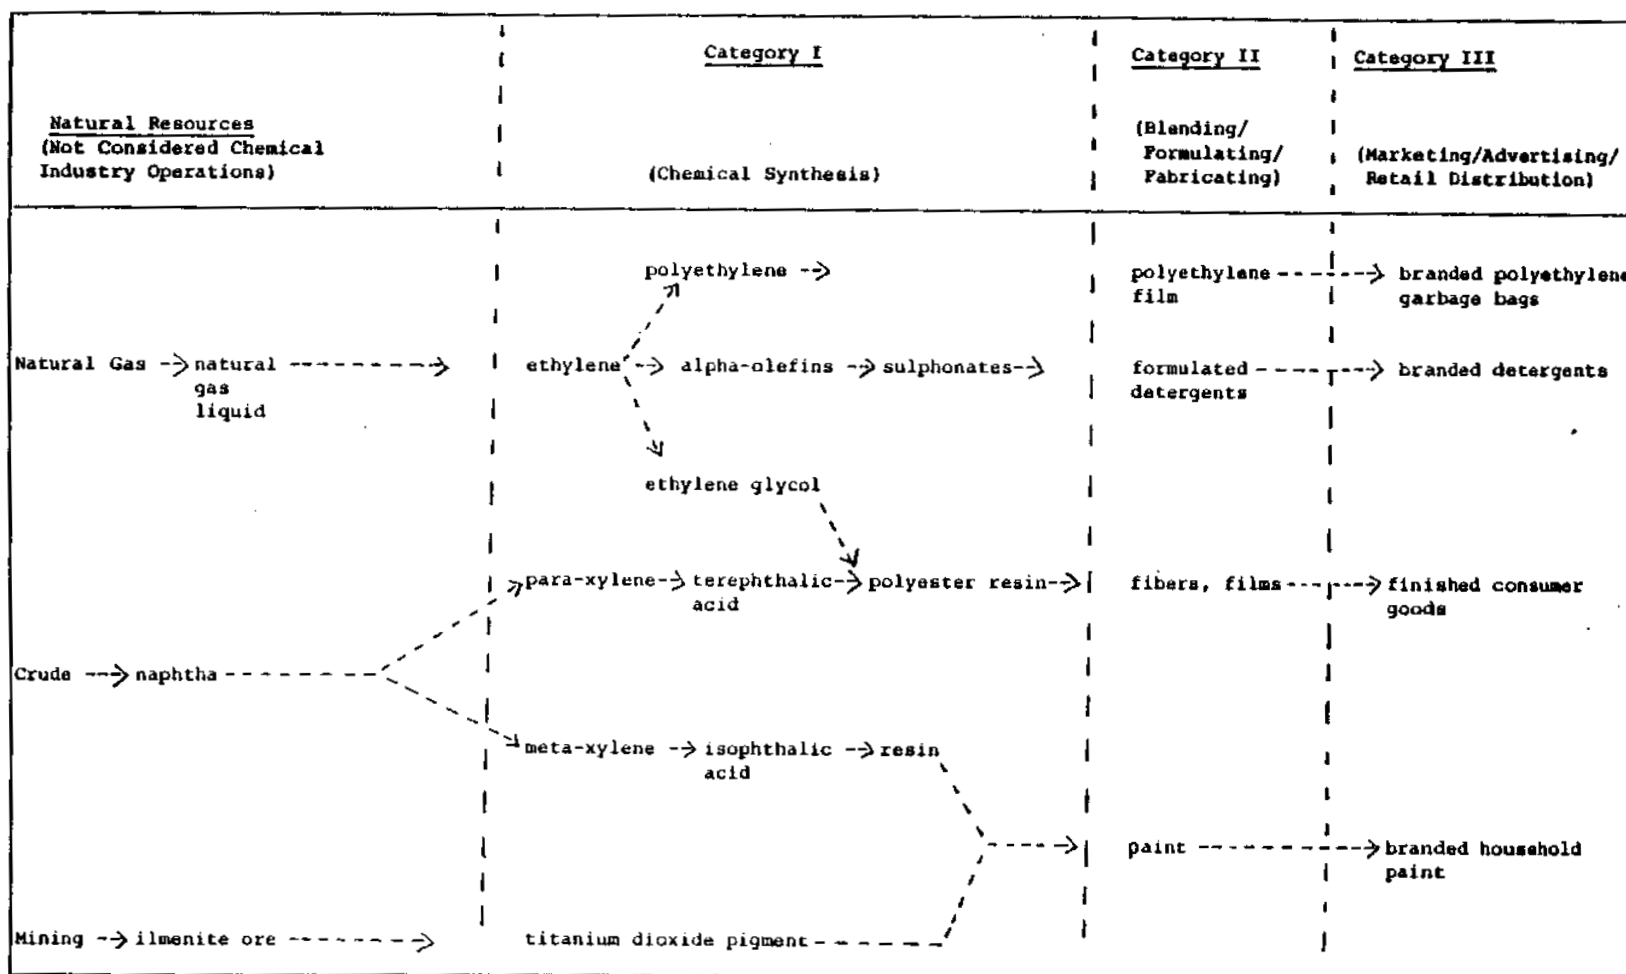 Category I
Category II
Category III
Natural Resources
(Not Considered Chemical
Industry Operations)
(Chemical Synthesis)
(Blending/
Formulating/
Fabricating)
(Marketing/Advertising/
Retail Distribution)
polyethylene
polyethylene
film
branded polyethylene
garbage bags
Natural Gas
natural
gas
liquid
ethylene
alpha-olefins
sulphonates
formulated
detergents
branded detergents
ethylene glycol
para-xylene
terephthalic
acid
polyester resin
fibers, films
finished consumer
goods
Crude
naphtha
meta-xylene
isophthalic
acid
resin
paint
branded household
paint
Mining
ilmenite ore
titanium dioxide pigment